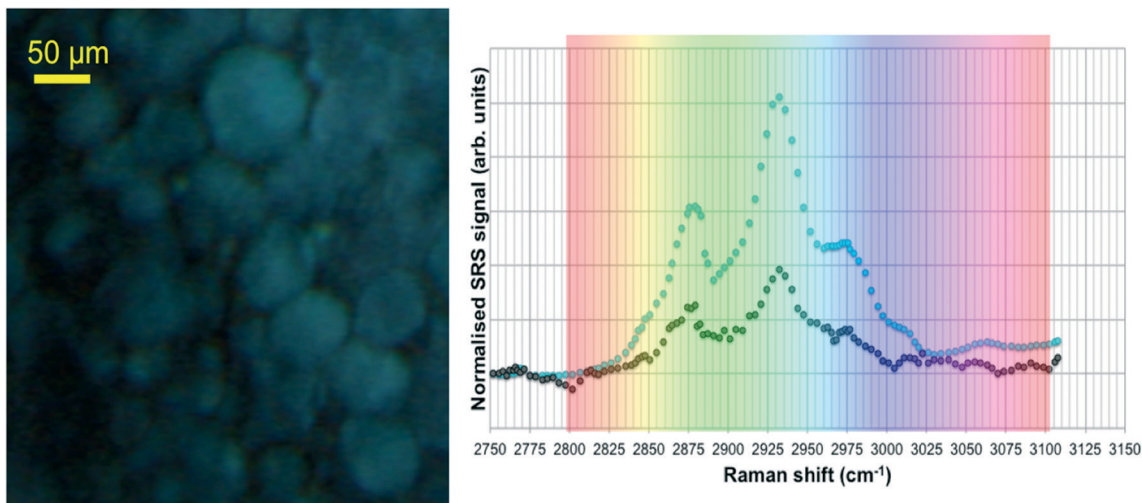 50 µm
Normalised SRS signal (arb. units)
2750 2775 2800 2825 2850 2875 2900 2925 2950 2975 3000 3025 3050 3075 3100 3125 3150
Raman shift (cm⁻¹)